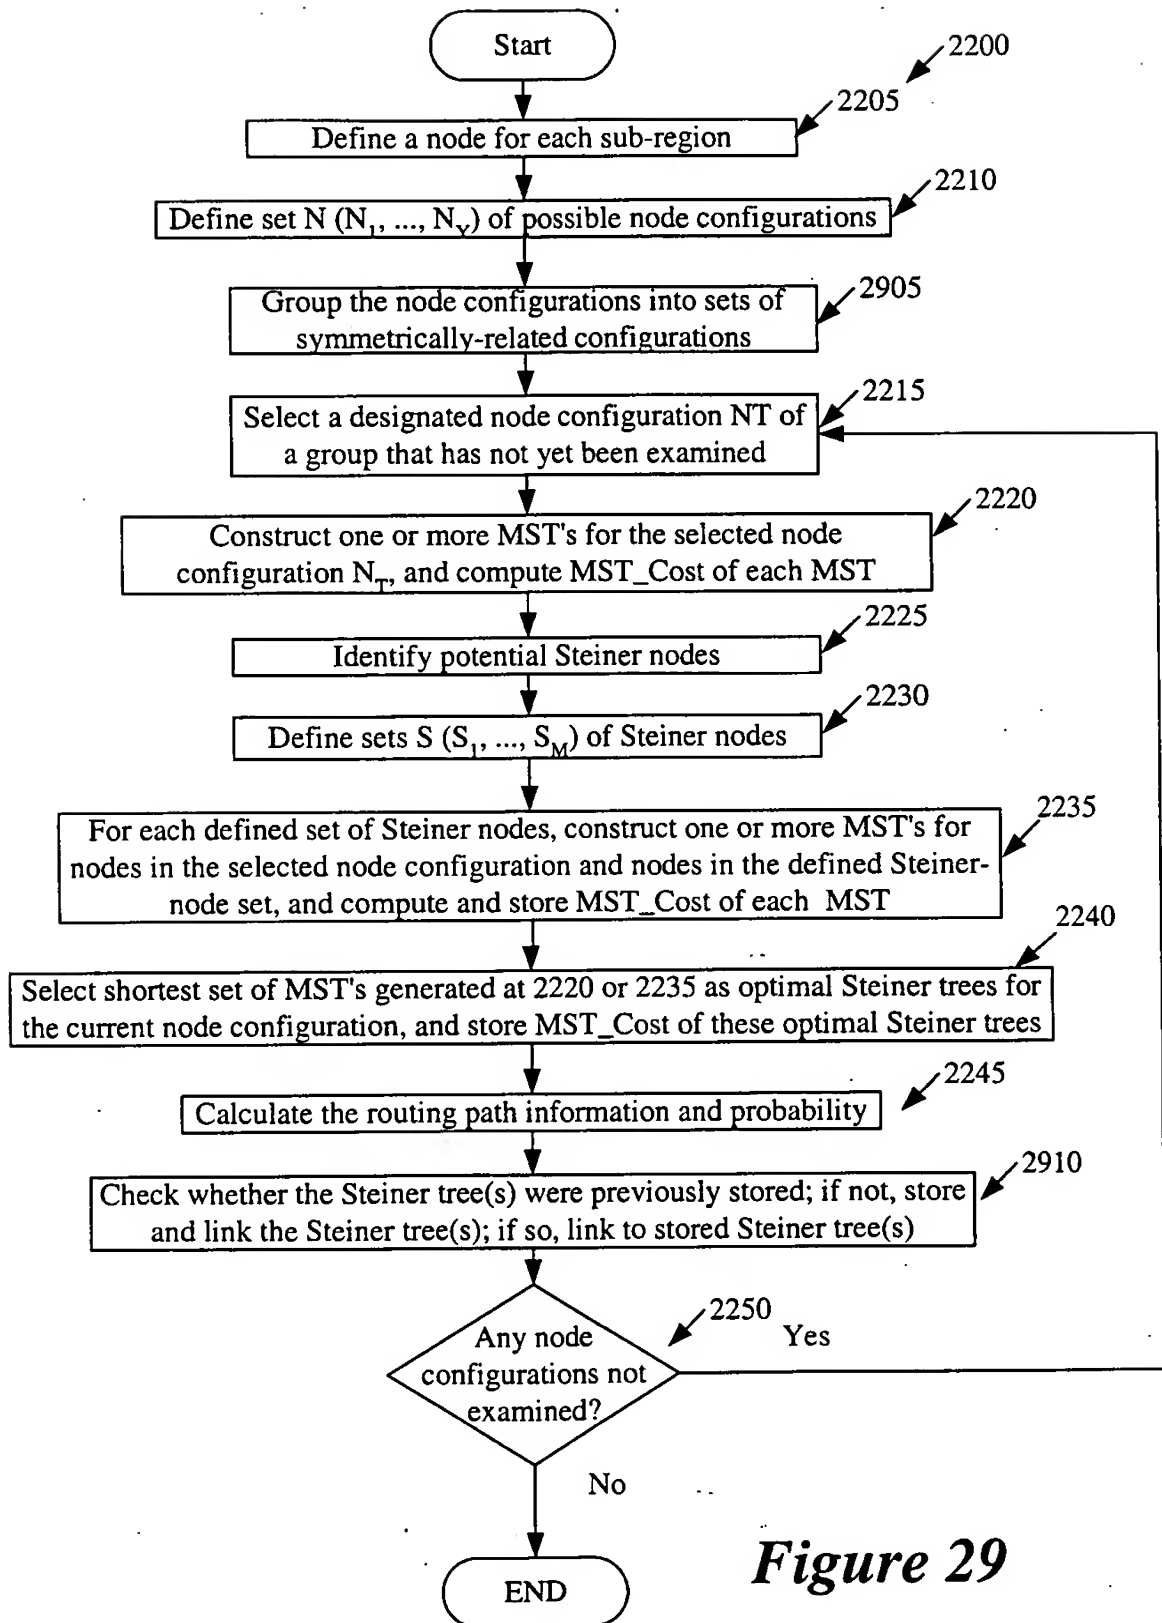 Start
2200
2205
Define a node for each sub-region
2210
Define set N (N1, ..., NY) of possible node configurations
2905
Group the node configurations into sets of
symmetrically-related configurations
2215
Select a designated node configuration NT of
a group that has not yet been examined
2220
Construct one or more MST's for the selected node
configuration NT, and compute MST_Cost of each MST
2225
Identify potential Steiner nodes
2230
Define sets S (S1, ..., SM) of Steiner nodes
2235
For each defined set of Steiner nodes, construct one or more MST's for
nodes in the selected node configuration and nodes in the defined Steiner-
node set, and compute and store MST_Cost of each MST
2240
Select shortest set of MST's generated at 2220 or 2235 as optimal Steiner trees for
the current node configuration, and store MST_Cost of these optimal Steiner trees
2245
Calculate the routing path information and probability
2910
Check whether the Steiner tree(s) were previously stored; if not, store
and link the Steiner tree(s); if so, link to stored Steiner tree(s)
2250
Yes
Any node
configurations not
examined?
No
END
Figure 29